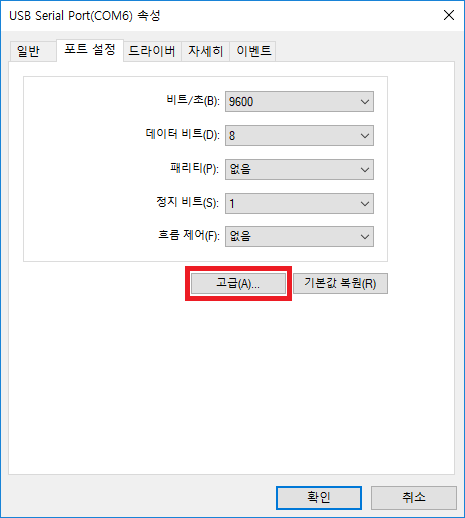 USB Serial Port(COM6) 속성
일반 포트 설정 드라이버 자세히 이벤트
비트/초(B): 9600
데이터 비트(D): 8
패리티(P): 없음
정지 비트(S): 1
흐름 제어(F): 없음
고급(A)... 기본값 복원(R)
확인 취소